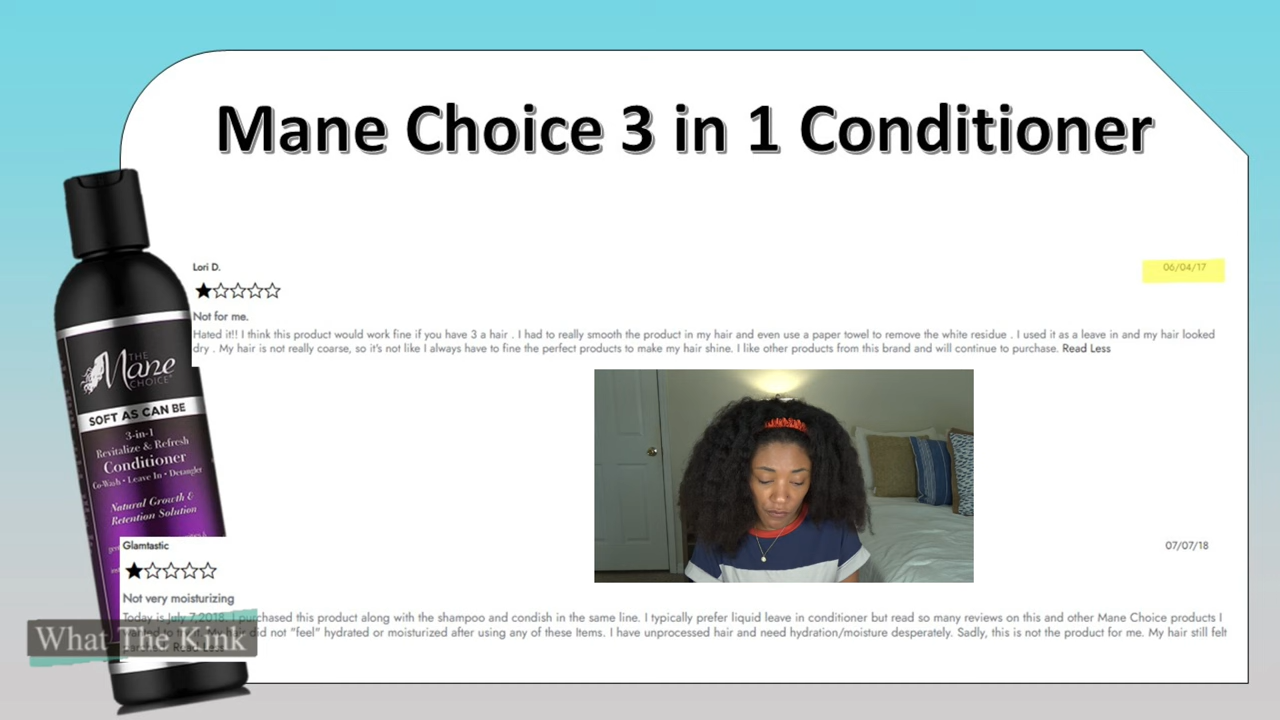 Mane Choice 3 in 1 Conditioner
Lori D.
06/04/17
Not for me.
Hated it!! I think this product would work fine if you have 3 a hair . I had to really smooth the product in my hair and even use a paper towel to remove the white residue . I used it as a leave in and my hair looked
dry . My hair is not really coarse, so it's not like I always have to fine the perfect products to make my hair shine. I like other products from this brand and will continue to purchase. Read Less
THE
Mane
CHOICE
SOFT AS CAN BE
3-in-1
Revitalize & Refresh
Conditioner
Co-Wash • Leave In • Detangler
Natural Growth &
Retention Solution
Glamtastic
07/07/18
Not very moisturizing
Today is July 7,2018. I purchased this product along with the shampoo and condish in the same line. I typically prefer liquid leave in conditioner but read so many reviews on this and other Mane Choice products I
did not "feel" hydrated or moisturized after using any of these Items. I have unprocessed hair and need hydration/moisture desperately. Sadly, this is not the product for me. My hair still felt
Read Less
What The Kink